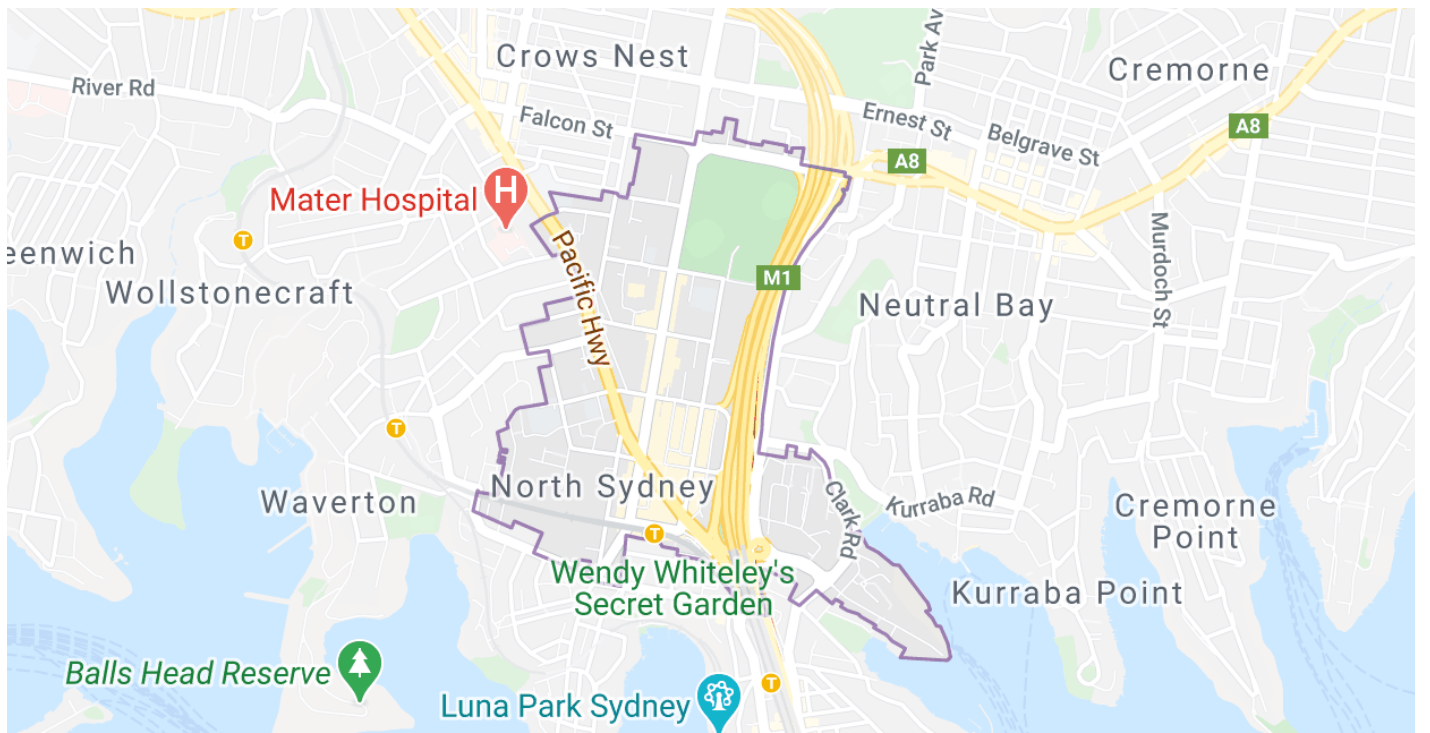 Crows Nest
Park Av
Cremorne
River Rd
Falcon St
Ernest St
A8
Belgrave St
A8
Mater Hospital
H
T
eenwich
Murdoch St
Wollstonecraft
Pacific Hwy
M1
Neutral Bay
T
North Sydney
Waverton
Clark Rd
Kurraba Rd
Cremorne
Point
T
Wendy Whiteley's
Secret Garden
Kurraba Point
Balls Head Reserve
T
Luna Park Sydney